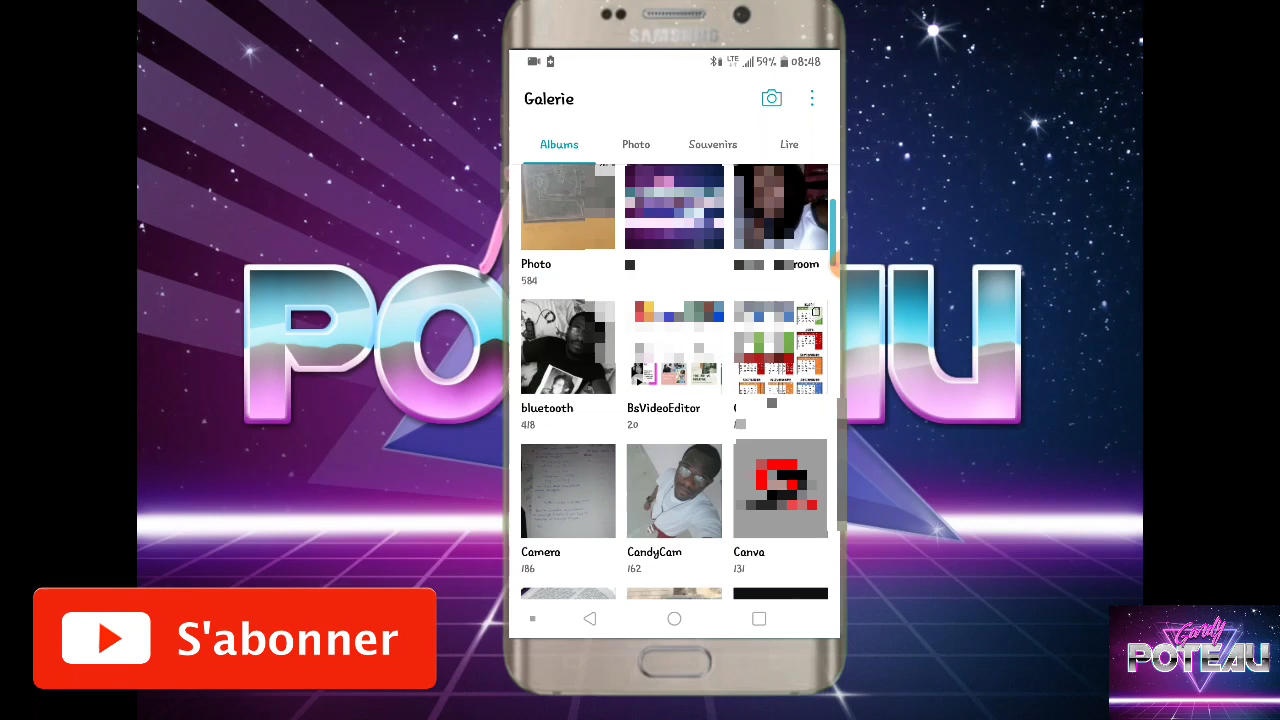 SAMSUNG
LTE 59% 08:48
Galerie
Albums Photo Souvenirs Lire
Photo room
584
bluetooth BsVideoEditor
418 20
Camera CandyCam Canva
186 162 131
S'abonner
POTEAU